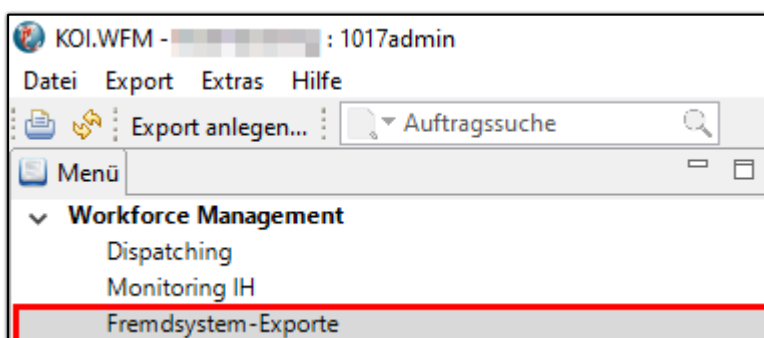 KOI.WFM - : 1017admin
Datei Export Extras Hilfe
Export anlegen... Auftragssuche
Menü
Workforce Management
Dispatching
Monitoring IH
Fremdsystem-Exporte